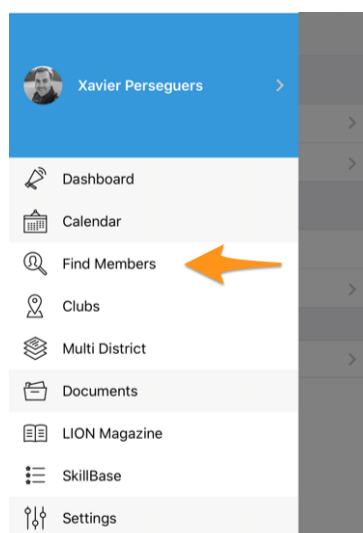 Xavier Perseguers
Dashboard
Calendar
Find Members
Clubs
Multi District
Documents
LION Magazine
SkillBase
Settings